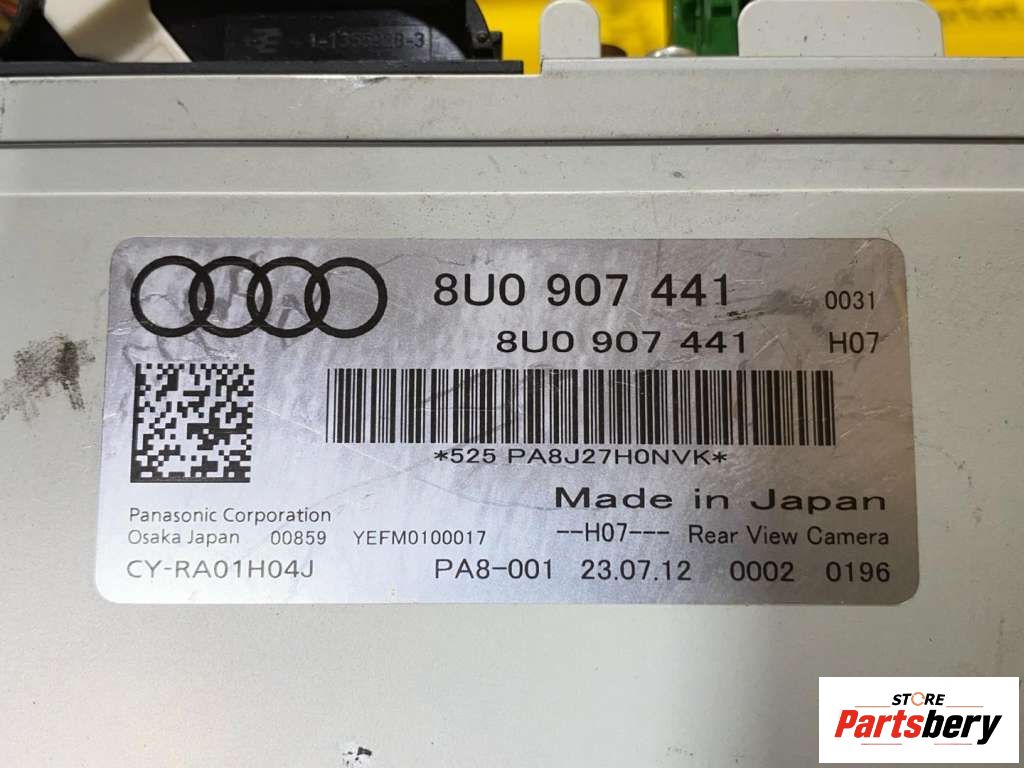 8U0 907 441 0031
8U0 907 441 H07
*525 PA8J27H0NVK*
Made in Japan
Panasonic Corporation
Osaka Japan 00859 YEFM0100017 --H07--- Rear View Camera
CY-RA01H04J PA8-001 23.07.12 0002 0196
STORE
Partsbery